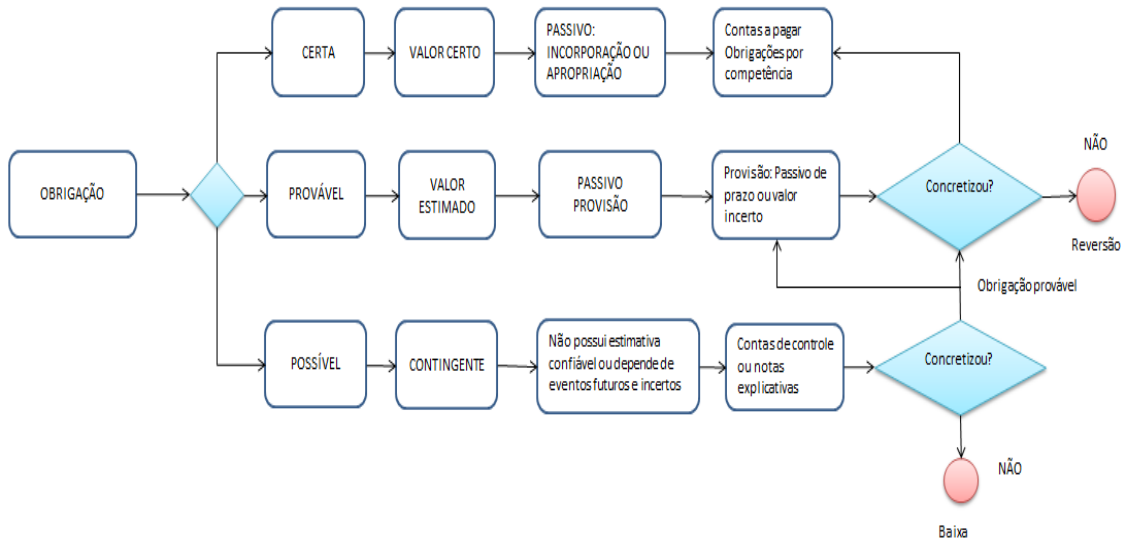 CERTA
VALOR CERTO
PASSIVO:
INCORPORAÇÃO OU
APROPRIAÇÃO
Contas a pagar
Obrigações por
competência
OBRIGAÇÃO
PROVÁVEL
VALOR
ESTIMADO
PASSIVO
PROVISÃO
Provisão: Passivo de
prazo ou valor
incerto
Concretizou?
NÃO
Reversão
Obrigação provável
POSSÍVEL
CONTINGENTE
Não possui estimativa
confiável ou depende de
eventos futuros e incertos
Contas de controle
ou notas
explicativas
Concretizou?
NÃO
Baixa